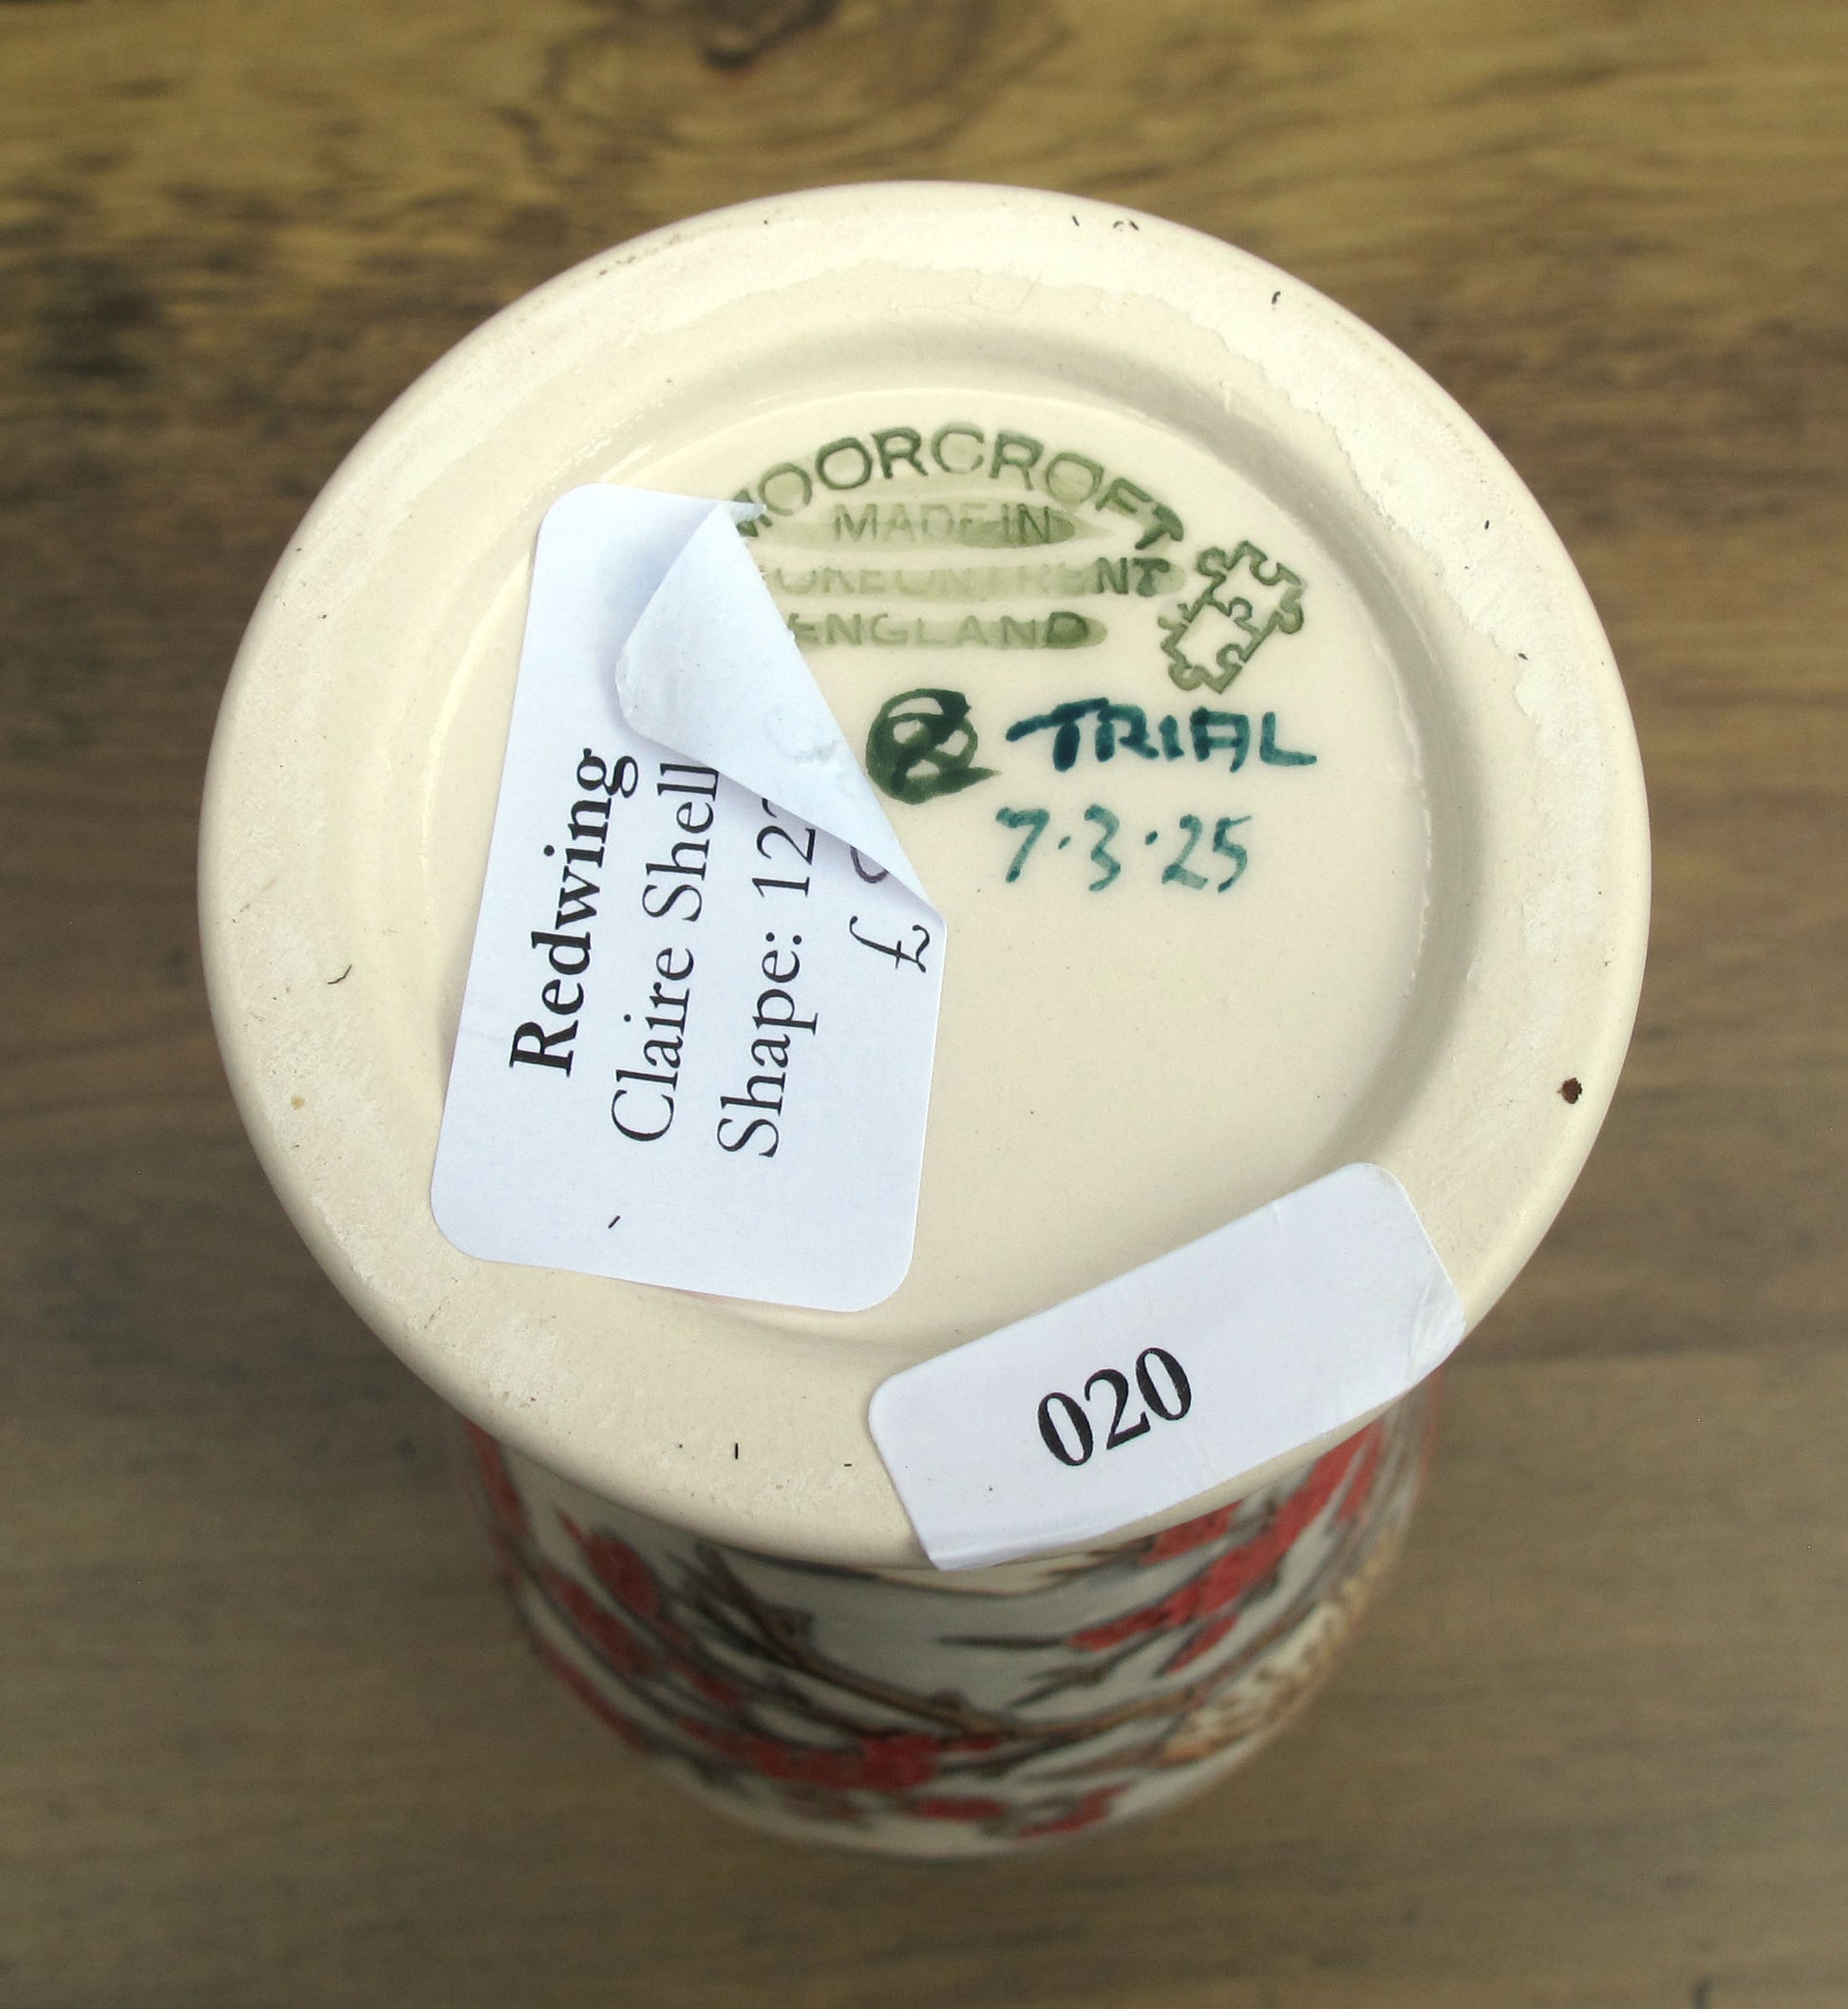 MOORCROFT
MADE IN
STOKE ON TRENT
ENGLAND
TRIAL
7·3·25
Redwing
Claire Shell
Shape: 12
£
020